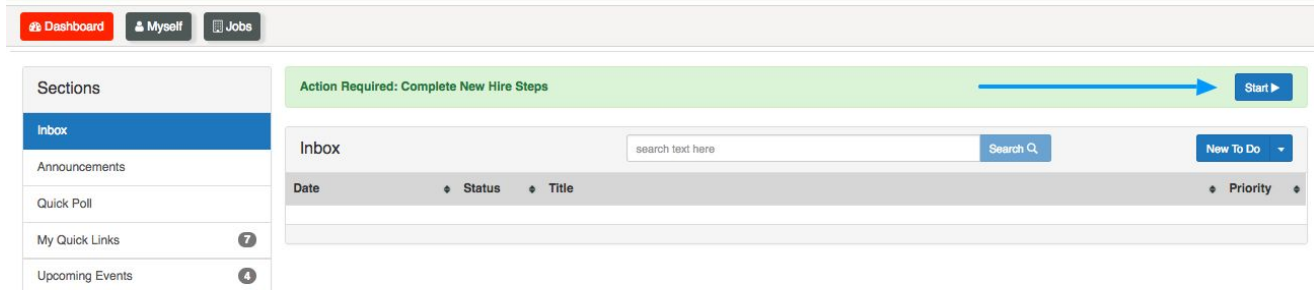 Dashboard Myself Jobs
Sections
Inbox
Announcements
Quick Poll
My Quick Links 7
Upcoming Events 4
Action Required: Complete New Hire Steps Start
Inbox search text here Search New To Do
Date Status Title Priority